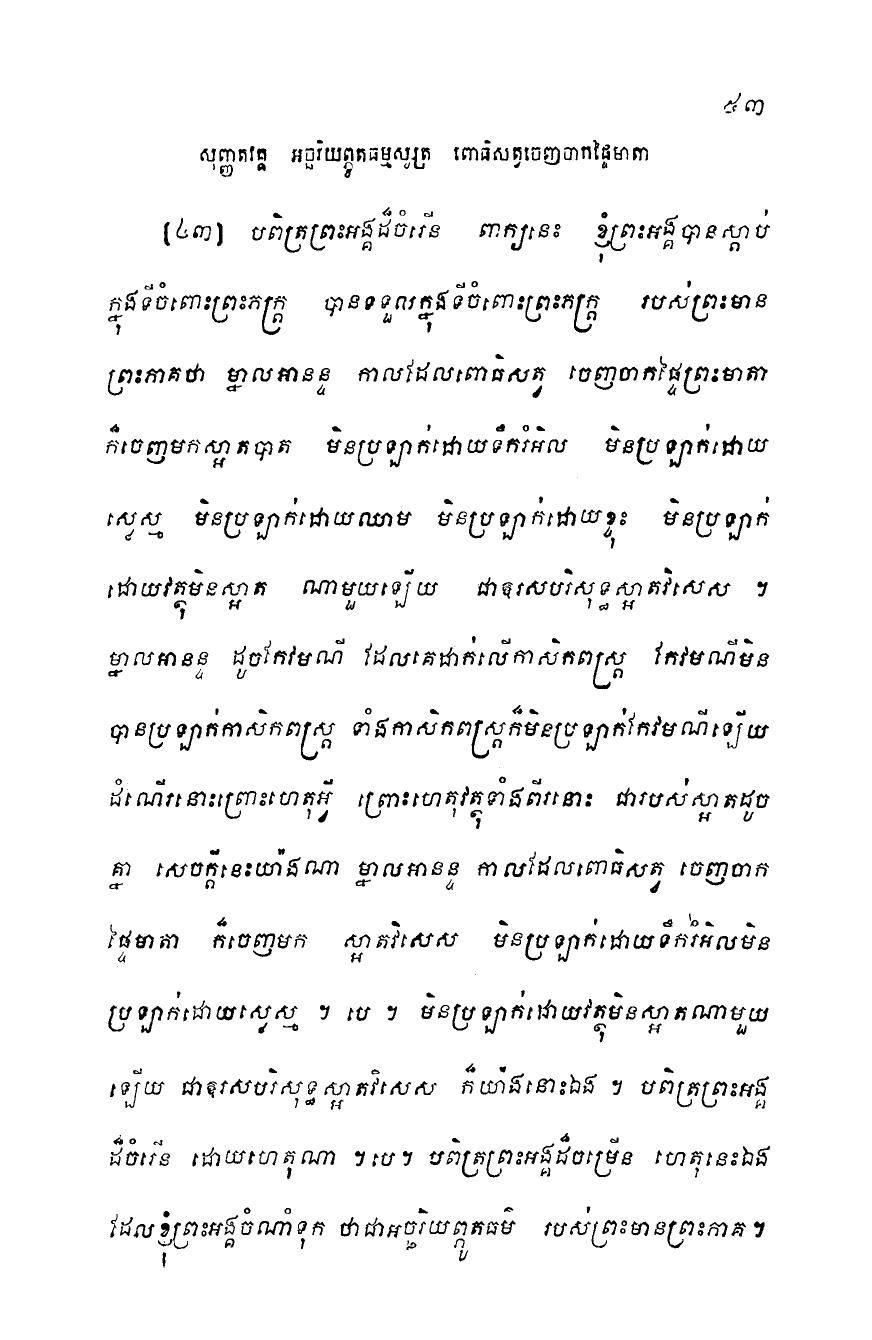 ៥៣
សុញ្ញតវគ្គ អច្ឆរិយព្ភូតធម្មសូត្រ ពោធិសត្វចេញចាកផ្ទៃមាតា
[៤៣] បពិត្រព្រះអង្គដ៏ចំរើន ពាក្យនេះ ខ្ញុំព្រះអង្គបានស្តាប់
ក្នុងទីចំពោះព្រះភក្ត្រ បានទទួលក្នុងទីចំពោះព្រះភក្ត្រ របស់ព្រះមាន
ព្រះភាគថា ម្នាលអានន្ទ កាលដែលពោធិសត្វ ចេញចាកផ្ទៃព្រះមាតា
ក៏ចេញមកស្អាតបាត មិនប្រឡាក់ដោយទឹករំអិល មិនប្រឡាក់ដោយ
ស្លេស្ម មិនប្រឡាក់ដោយឈាម មិនប្រឡាក់ដោយខ្ទុះ មិនប្រឡាក់
ដោយវត្ថុមិនស្អាត ណាមួយឡើយ ជាឱរសបរិសុទ្ធស្អាតវិសេស ។
ម្នាលអានន្ទ ដូចកែវមណី ដែលគេដាក់លើកាសិកពស្ត្រ កែវមណីមិន
បានប្រឡាក់កាសិកពស្ត្រ ទាំងកាសិកពស្ត្រក៏មិនប្រឡាក់កែវមណីឡើយ
ដំណើរនោះព្រោះហេតុអ្វី ព្រោះហេតុវត្ថុទាំងពីរនោះ ជារបស់ស្អាតដូច
គ្នា សេចក្តីនេះយ៉ាងណា ម្នាលអានន្ទ កាលដែលពោធិសត្វ ចេញចាក
ផ្ទៃមាតា ក៏ចេញមក ស្អាតវិសេស មិនប្រឡាក់ដោយទឹករំអិលមិន
ប្រឡាក់ដោយស្លេស្ម ។ បេ ។ មិនប្រឡាក់ដោយវត្ថុមិនស្អាតណាមួយ
ឡើយ ជាឱរសបរិសុទ្ធស្អាតវិសេស ក៏យ៉ាងនោះឯង ។ បពិត្រព្រះអង្គ
ដ៏ចំរើន ដោយហេតុណា ។បេ។ បពិត្រព្រះអង្គដ៏ចម្រើន ហេតុនេះឯង
ដែលខ្ញុំព្រះអង្គចំណាំទុក ថាជាអច្ឆរិយព្ភូតធម៌ របស់ព្រះមានព្រះភាគ។